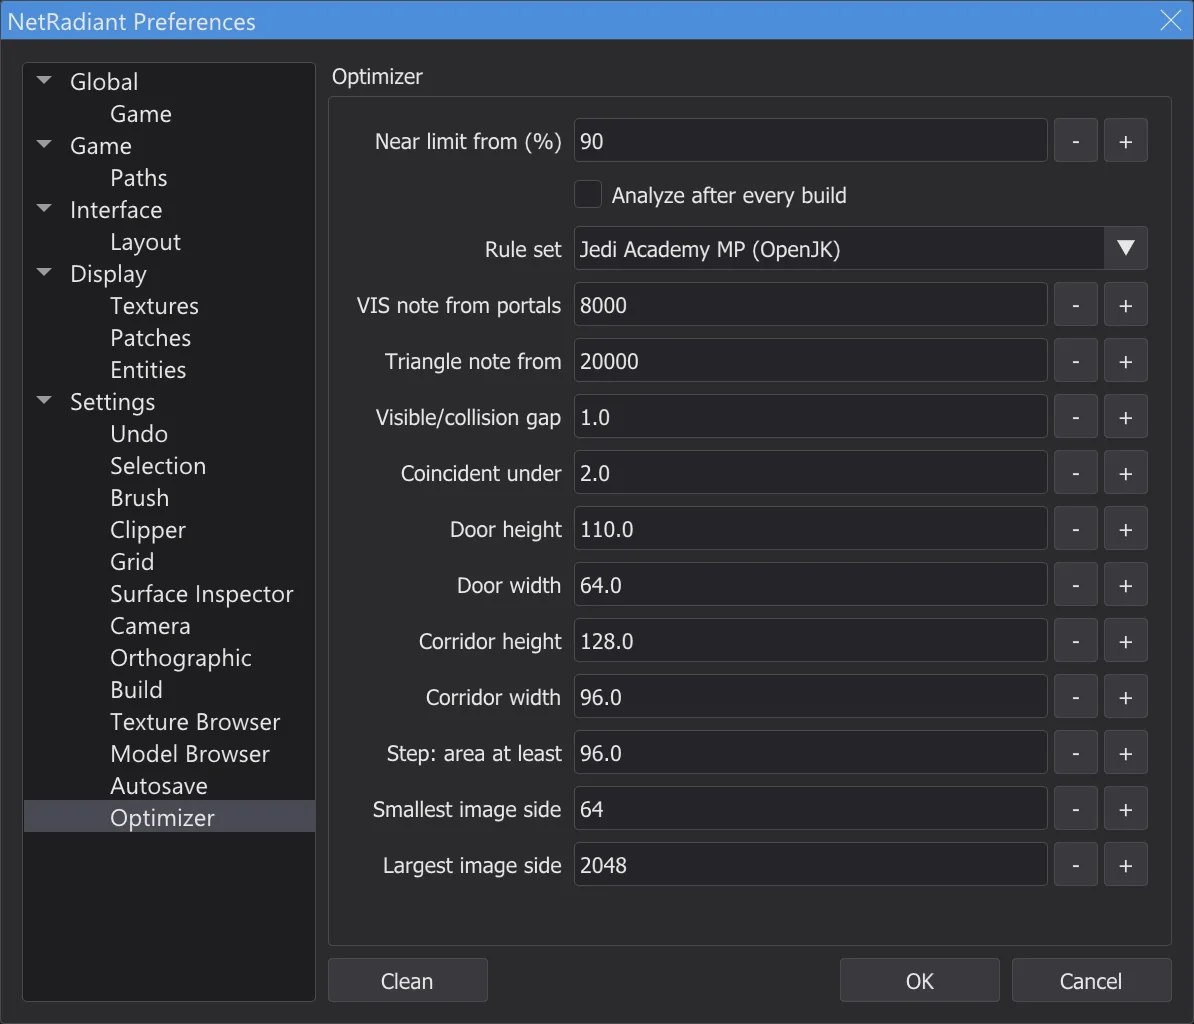 NetRadiant Preferences
Global
Game
Game
Paths
Interface
Layout
Display
Textures
Patches
Entities
Settings
Undo
Selection
Brush
Clipper
Grid
Surface Inspector
Camera
Orthographic
Build
Texture Browser
Model Browser
Autosave
Optimizer
Optimizer
Near limit from (%) 90 - +
Analyze after every build
Rule set Jedi Academy MP (OpenJK)
VIS note from portals 8000 - +
Triangle note from 20000 - +
Visible/collision gap 1.0 - +
Coincident under 2.0 - +
Door height 110.0 - +
Door width 64.0 - +
Corridor height 128.0 - +
Corridor width 96.0 - +
Step: area at least 96.0 - +
Smallest image side 64 - +
Largest image side 2048 - +
Clean OK Cancel